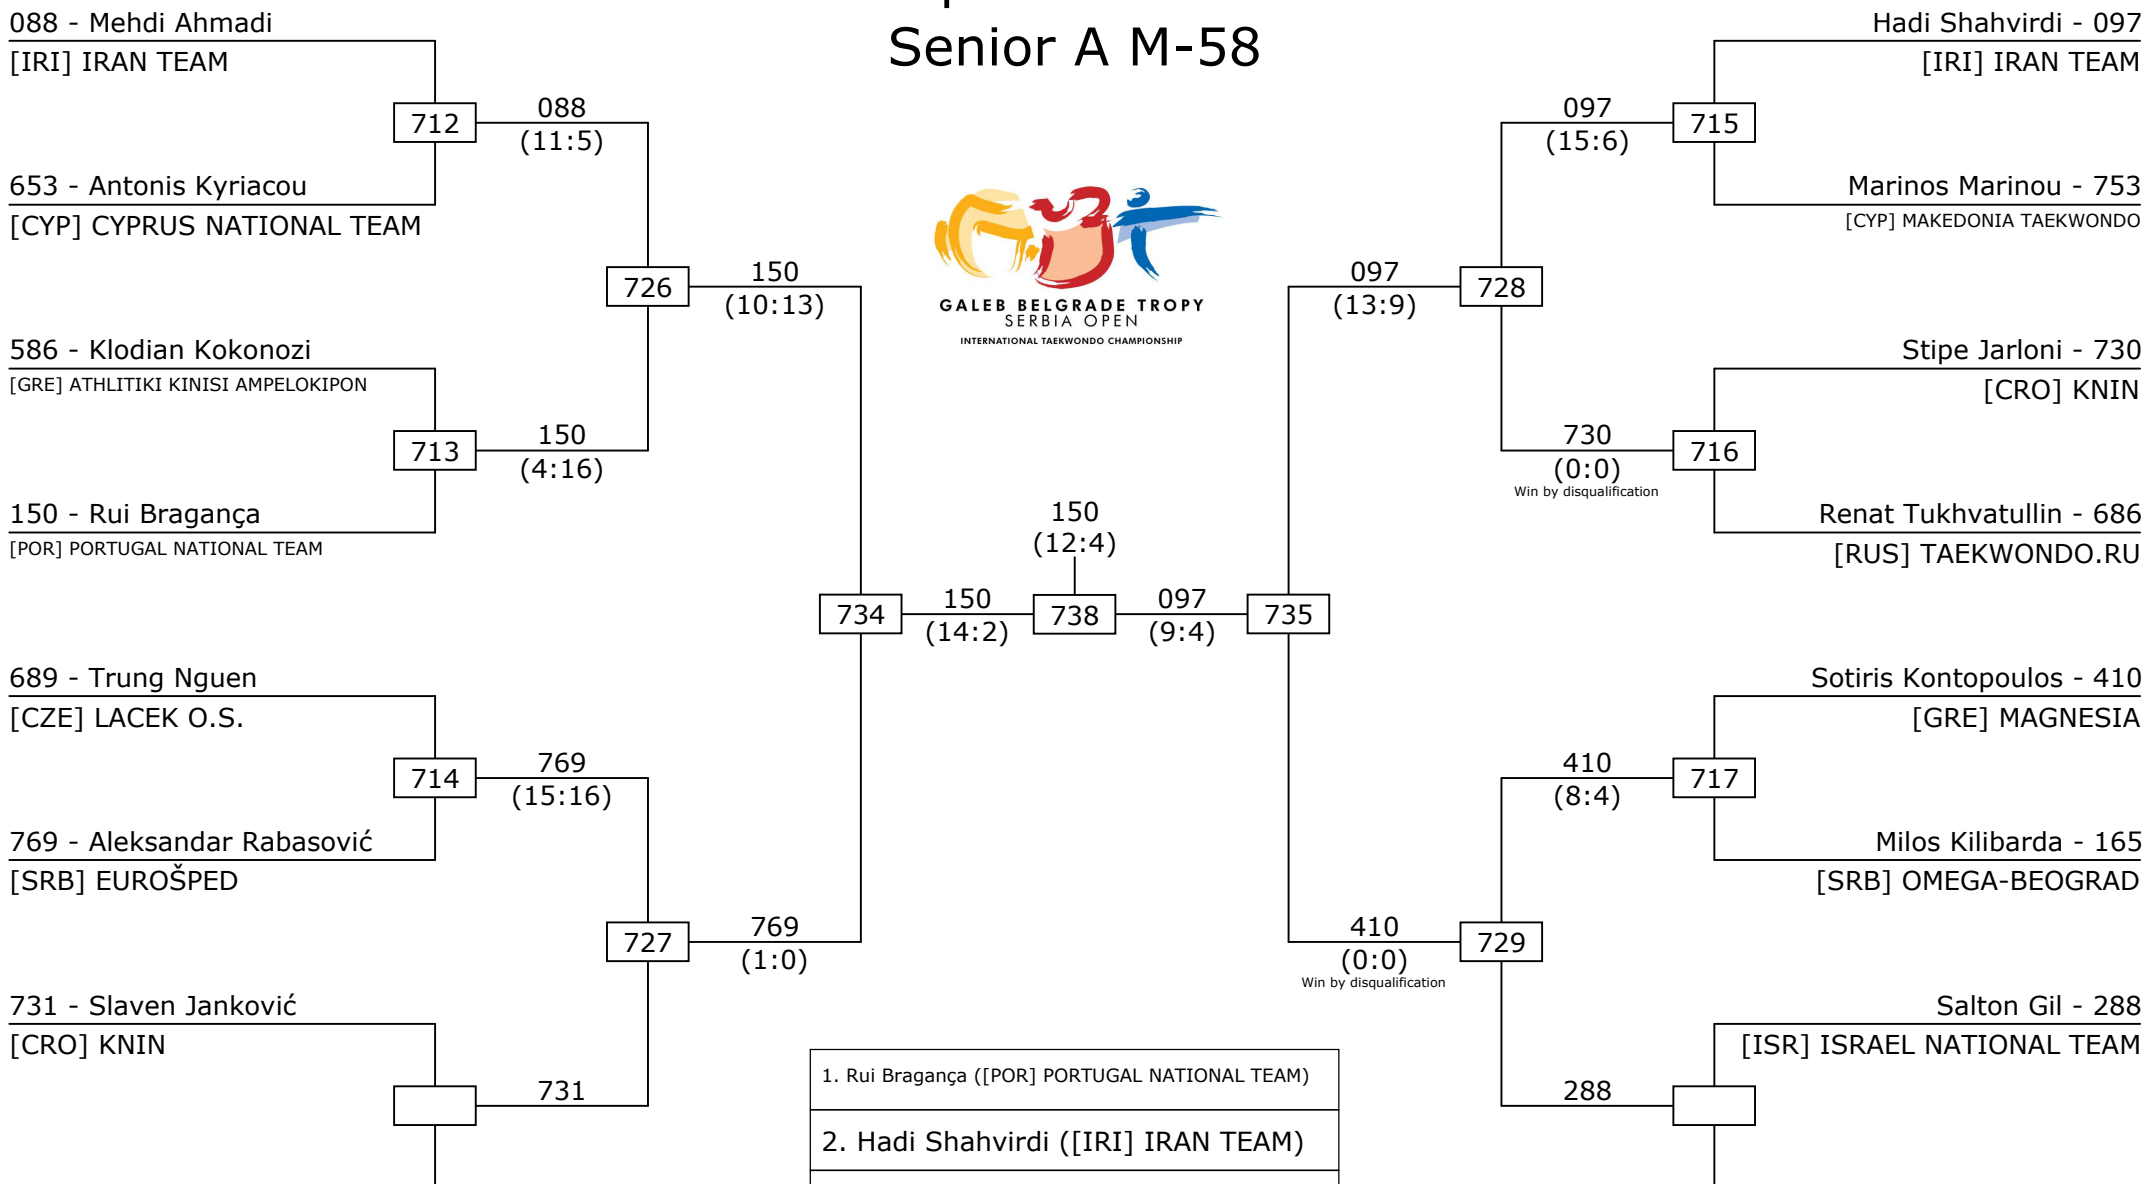 Senior A M-58
088 - Mehdi Ahmadi
[IRI] IRAN TEAM
712
088
(11:5)
653 - Antonis Kyriacou
[CYP] CYPRUS NATIONAL TEAM
726
150
(10:13)
586 - Klodian Kokonozi
[GRE] ATHLITIKI KINISI AMPELOKIPON
713
150
(4:16)
150 - Rui Bragança
[POR] PORTUGAL NATIONAL TEAM
734
150
(14:2)
689 - Trung Nguen
[CZE] LACEK O.S.
714
769
(15:16)
769 - Aleksandar Rabasović
[SRB] EUROŠPED
727
769
(1:0)
731 - Slaven Janković
[CRO] KNIN
731
GALEB BELGRADE TROPY
SERBIA OPEN
INTERNATIONAL TAEKWONDO CHAMPIONSHIP
150
(12:4)
738
Hadi Shahvirdi - 097
[IRI] IRAN TEAM
097
(15:6)
715
Marinos Marinou - 753
[CYP] MAKEDONIA TAEKWONDO
097
(13:9)
728
Stipe Jarloni - 730
[CRO] KNIN
730
(0:0)
Win by disqualification
716
Renat Tukhvatullin - 686
[RUS] TAEKWONDO.RU
097
(9:4)
735
Sotiris Kontopoulos - 410
[GRE] MAGNESIA
410
(8:4)
717
Milos Kilibarda - 165
[SRB] OMEGA-BEOGRAD
410
(0:0)
Win by disqualification
729
Salton Gil - 288
[ISR] ISRAEL NATIONAL TEAM
288
1. Rui Bragança ([POR] PORTUGAL NATIONAL TEAM)
2. Hadi Shahvirdi ([IRI] IRAN TEAM)